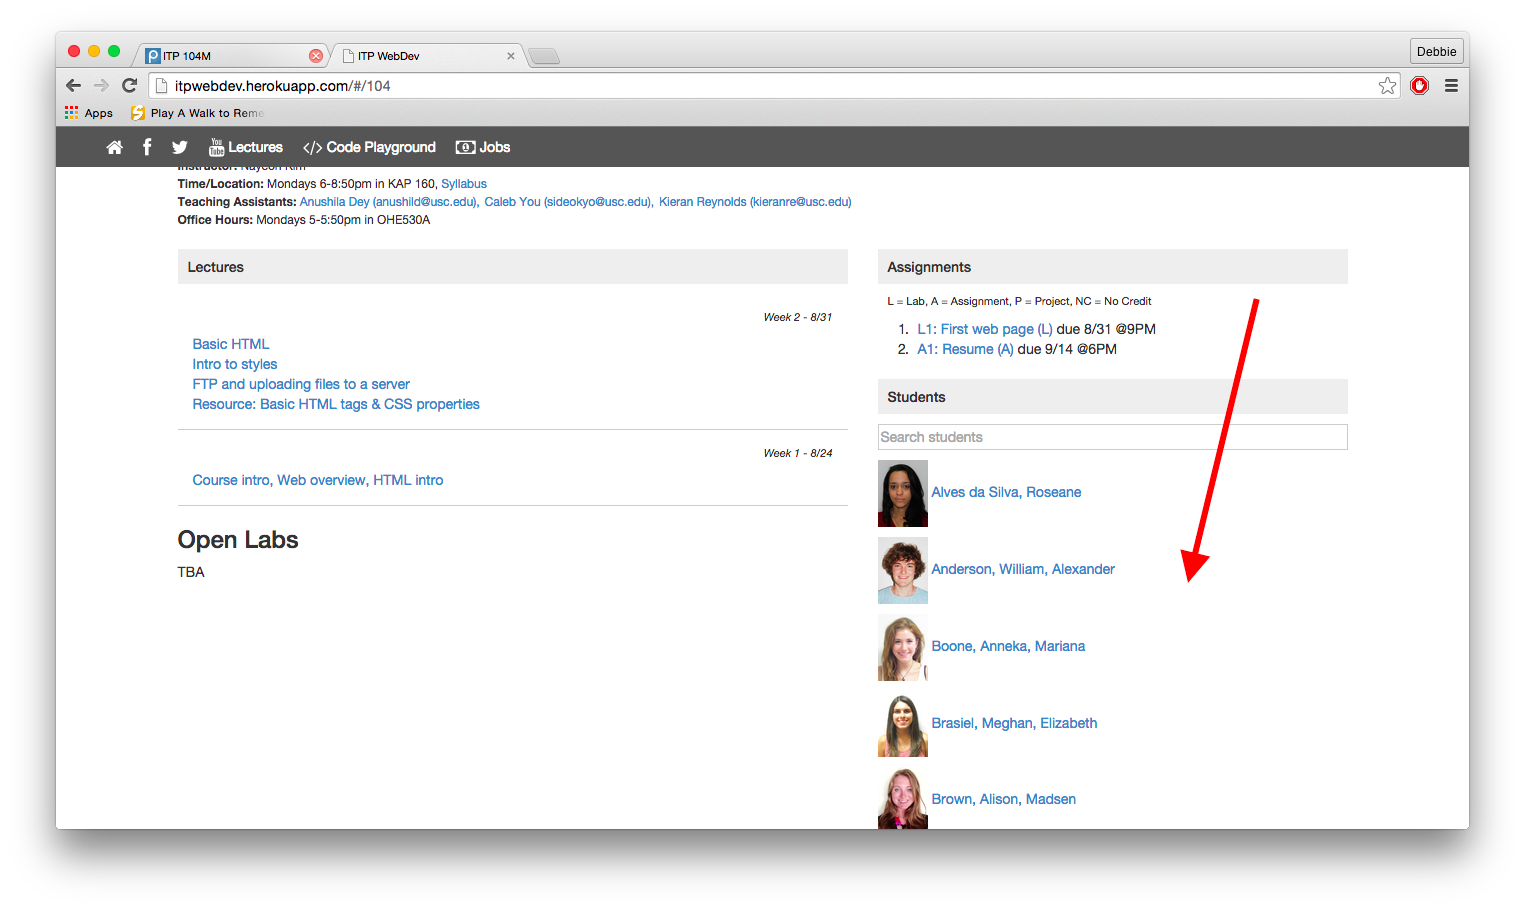 ITP 104M
ITP WebDev
Debbie
itpwebdev.herokuapp.com/#/104
Apps
Play A Walk to Reme
You Tube Lectures
</> Code Playground
Jobs
Instructor: Nayeon Kim
Time/Location: Mondays 6-8:50pm in KAP 160, Syllabus
Teaching Assistants: Anushila Dey (anushild@usc.edu), Caleb You (sideokyo@usc.edu), Kieran Reynolds (kieranre@usc.edu)
Office Hours: Mondays 5-5:50pm in OHE530A
Lectures
Week 2 - 8/31
Basic HTML
Intro to styles
FTP and uploading files to a server
Resource: Basic HTML tags & CSS properties
Week 1 - 8/24
Course intro, Web overview, HTML intro
Open Labs
TBA
Assignments
L = Lab, A = Assignment, P = Project, NC = No Credit
1. L1: First web page (L) due 8/31 @9PM
2. A1: Resume (A) due 9/14 @6PM
Students
Search students
Alves da Silva, Roseane
Anderson, William, Alexander
Boone, Anneka, Mariana
Brasiel, Meghan, Elizabeth
Brown, Alison, Madsen